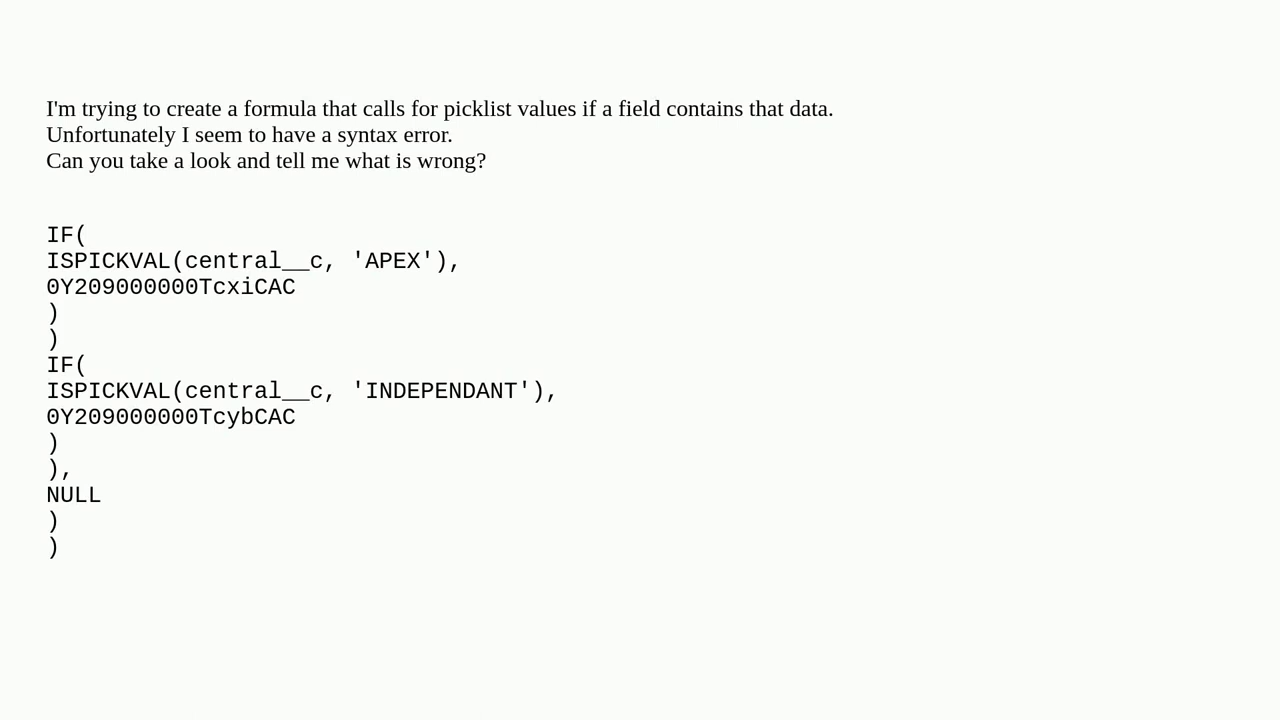 I'm trying to create a formula that calls for picklist values if a field contains that data.
Unfortunately I seem to have a syntax error.
Can you take a look and tell me what is wrong?
IF(
ISPICKVAL(central__c, 'APEX'),
0Y209000000TcxiCAC
)
)
IF(
ISPICKVAL(central__c, 'INDEPENDANT'),
0Y209000000TcybCAC
)
),
NULL
)
)